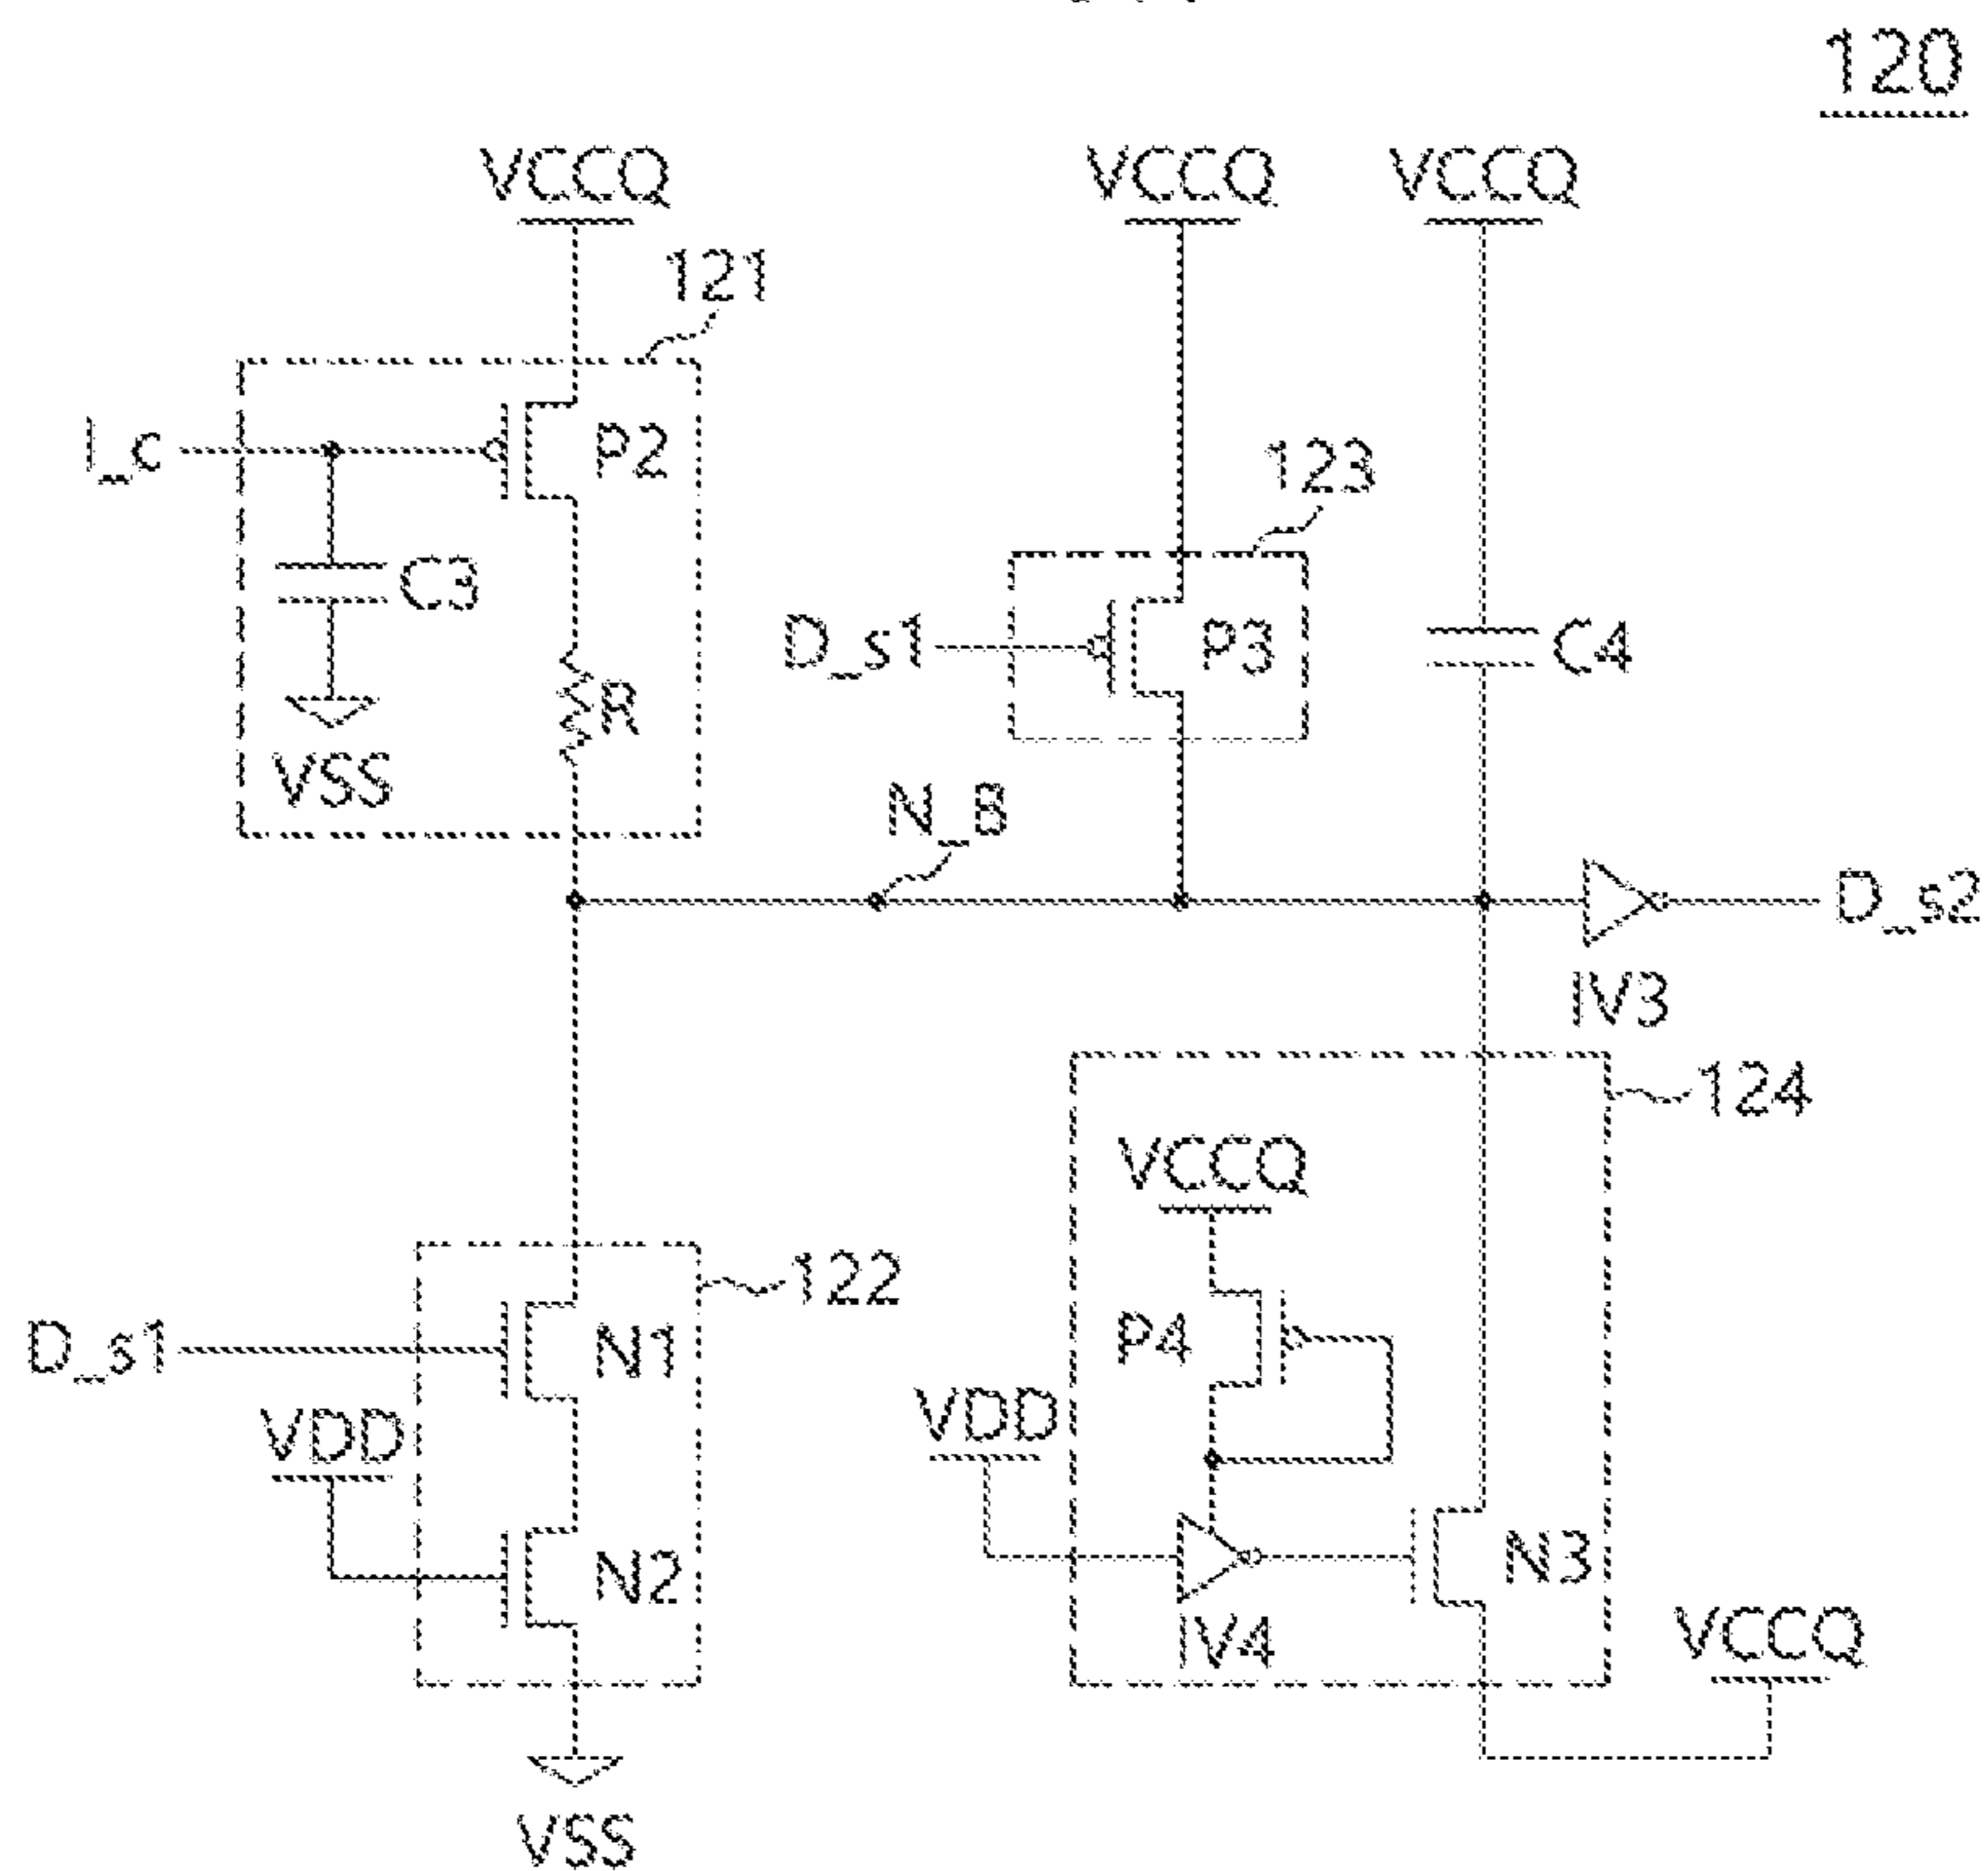 120
VCCQ
VCCQ
VCCQ
121
I_c
P2
123
C3
D_s1
P3
C4
R
VSS
N_B
D_s2
IV3
124
VCCQ
122
P4
D_s1
N1
VDD
VDD
N2
N3
IV4
VCCQ
VSS